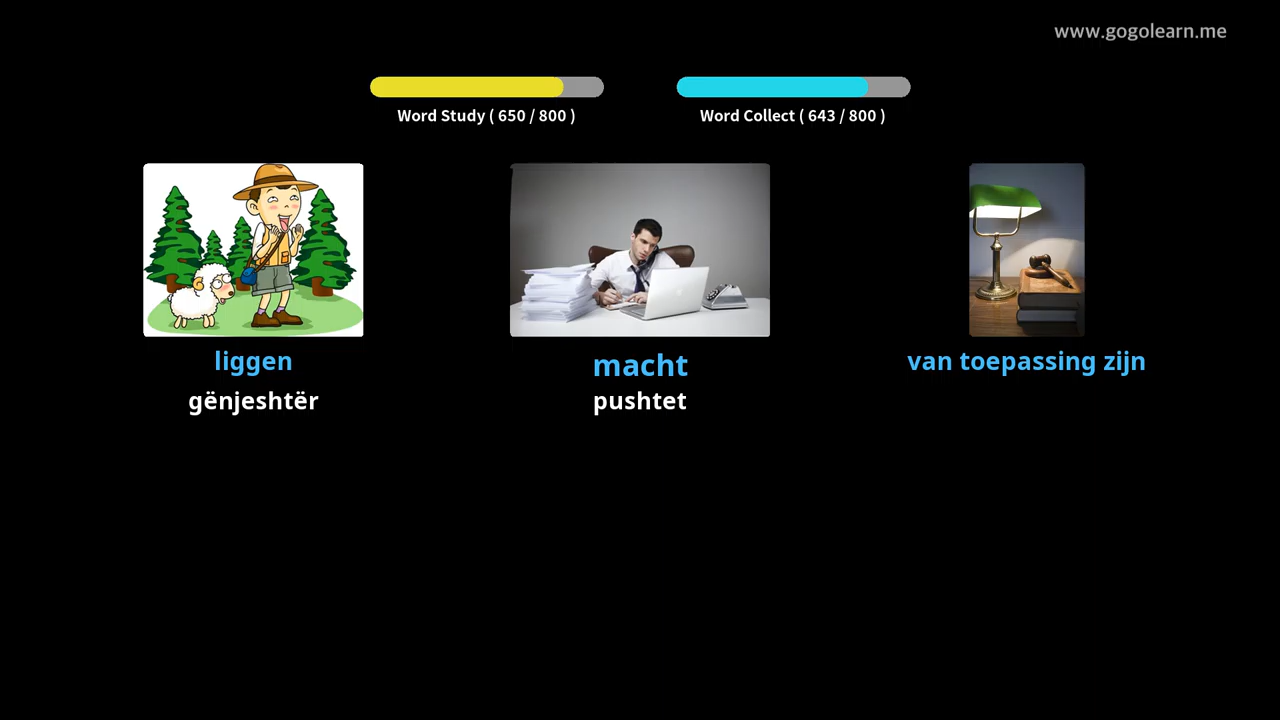 www.gogolearn.me
Word Study ( 650 / 800 )
Word Collect ( 643 / 800 )
liggen
gënjeshtër
macht
pushtet
van toepassing zijn